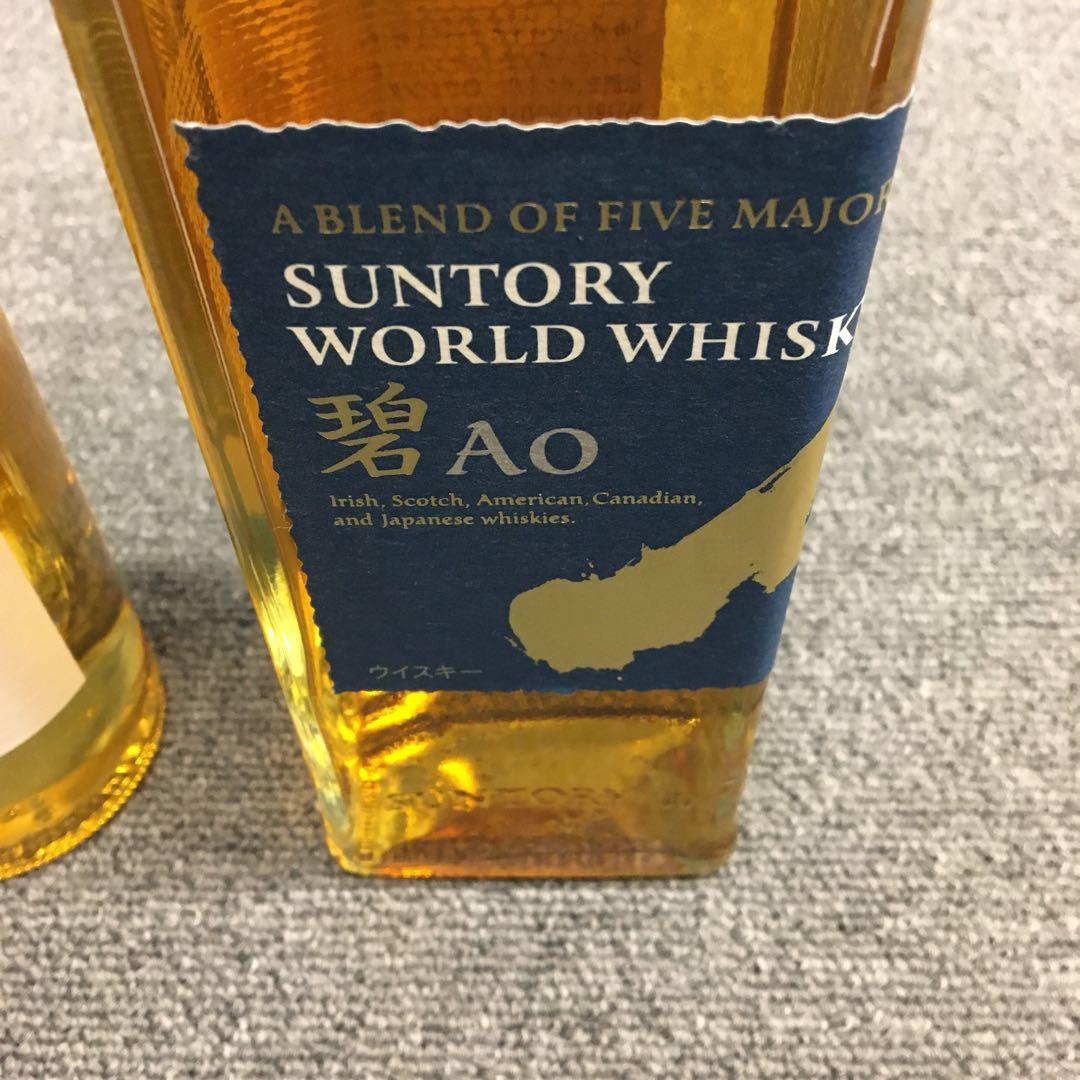 A BLEND OF FIVE MAJOR
SUNTORY
WORLD WHISK
碧 AO
Irish, Scotch, American, Canadian,
and Japanese whiskies.
ウイスキー
SUNTORY